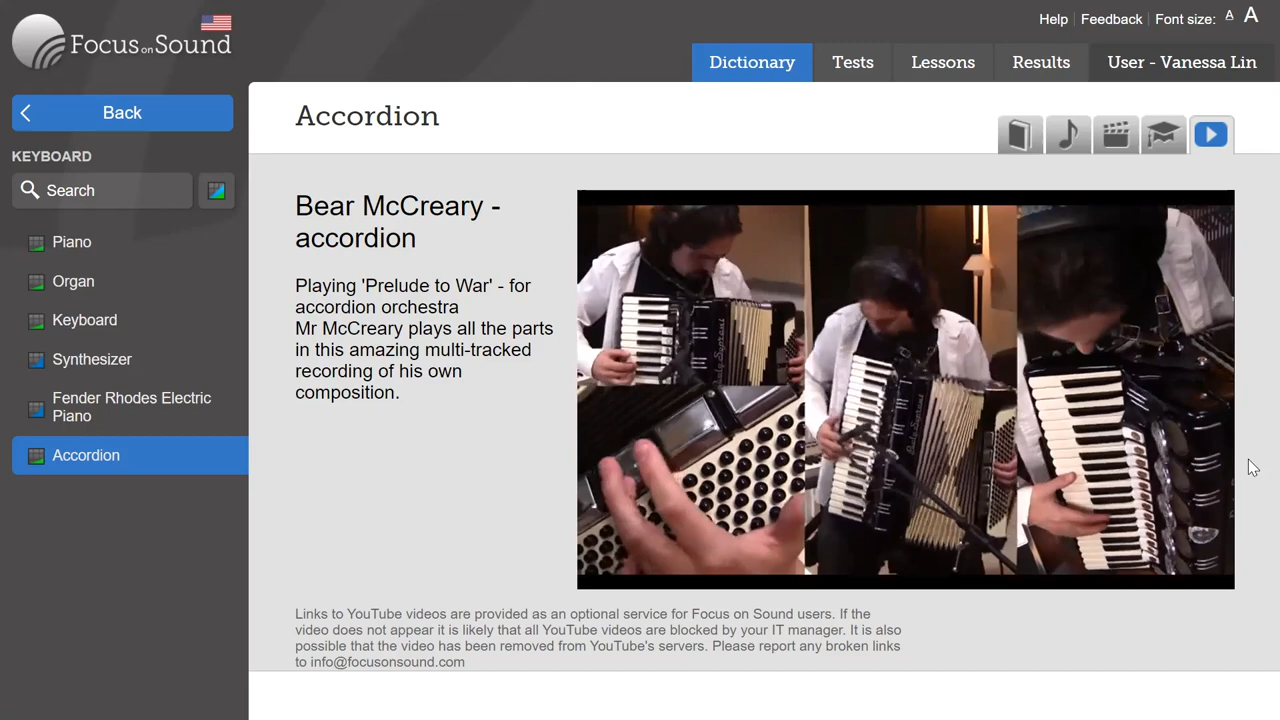 Focus on Sound
Help
Feedback
Font size: A A
Dictionary
Tests
Lessons
Results
User - Vanessa Lin
Back
KEYBOARD
Search
Piano
Organ
Keyboard
Synthesizer
Fender Rhodes Electric
Piano
Accordion
Accordion
Bear McCreary -
accordion
Playing 'Prelude to War' - for
accordion orchestra
Mr McCreary plays all the parts
in this amazing multi-tracked
recording of his own
composition.
Links to YouTube videos are provided as an optional service for Focus on Sound users. If the
video does not appear it is likely that all YouTube videos are blocked by your IT manager. It is also
possible that the video has been removed from YouTube's servers. Please report any broken links
to info@focusonsound.com